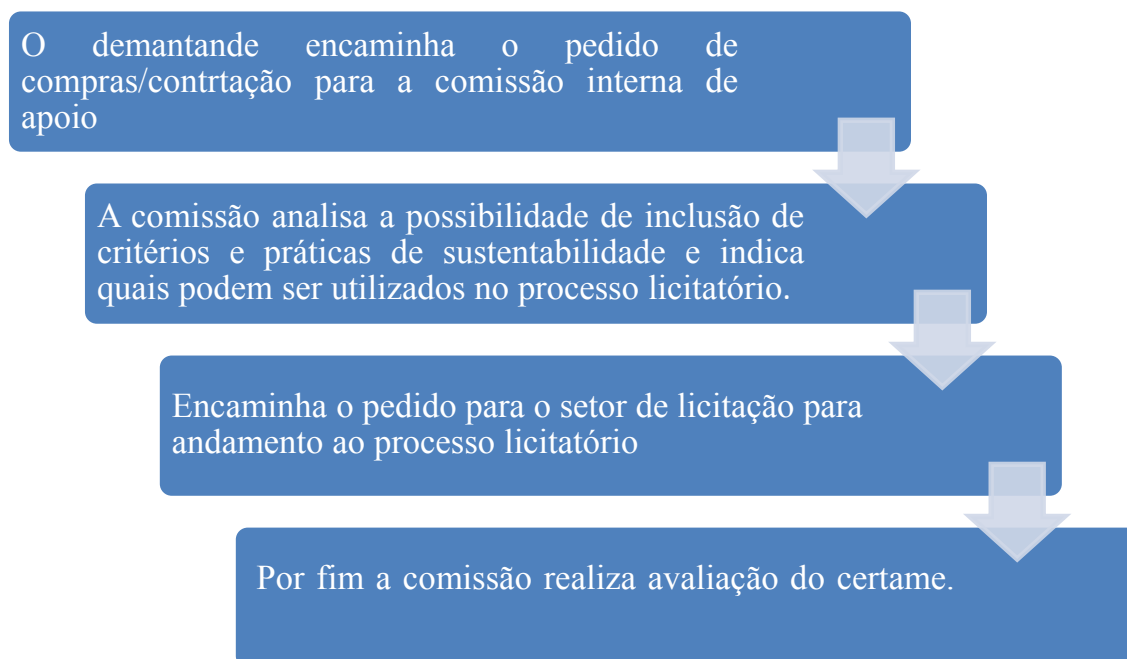 O demantande encaminha o pedido de
compras/contrtação para a comissão interna de
apoio
A comissão analisa a possibilidade de inclusão de
critérios e práticas de sustentabilidade e indica
quais podem ser utilizados no processo licitatório.
Encaminha o pedido para o setor de licitação para
andamento ao processo licitatório
Por fim a comissão realiza avaliação do certame.